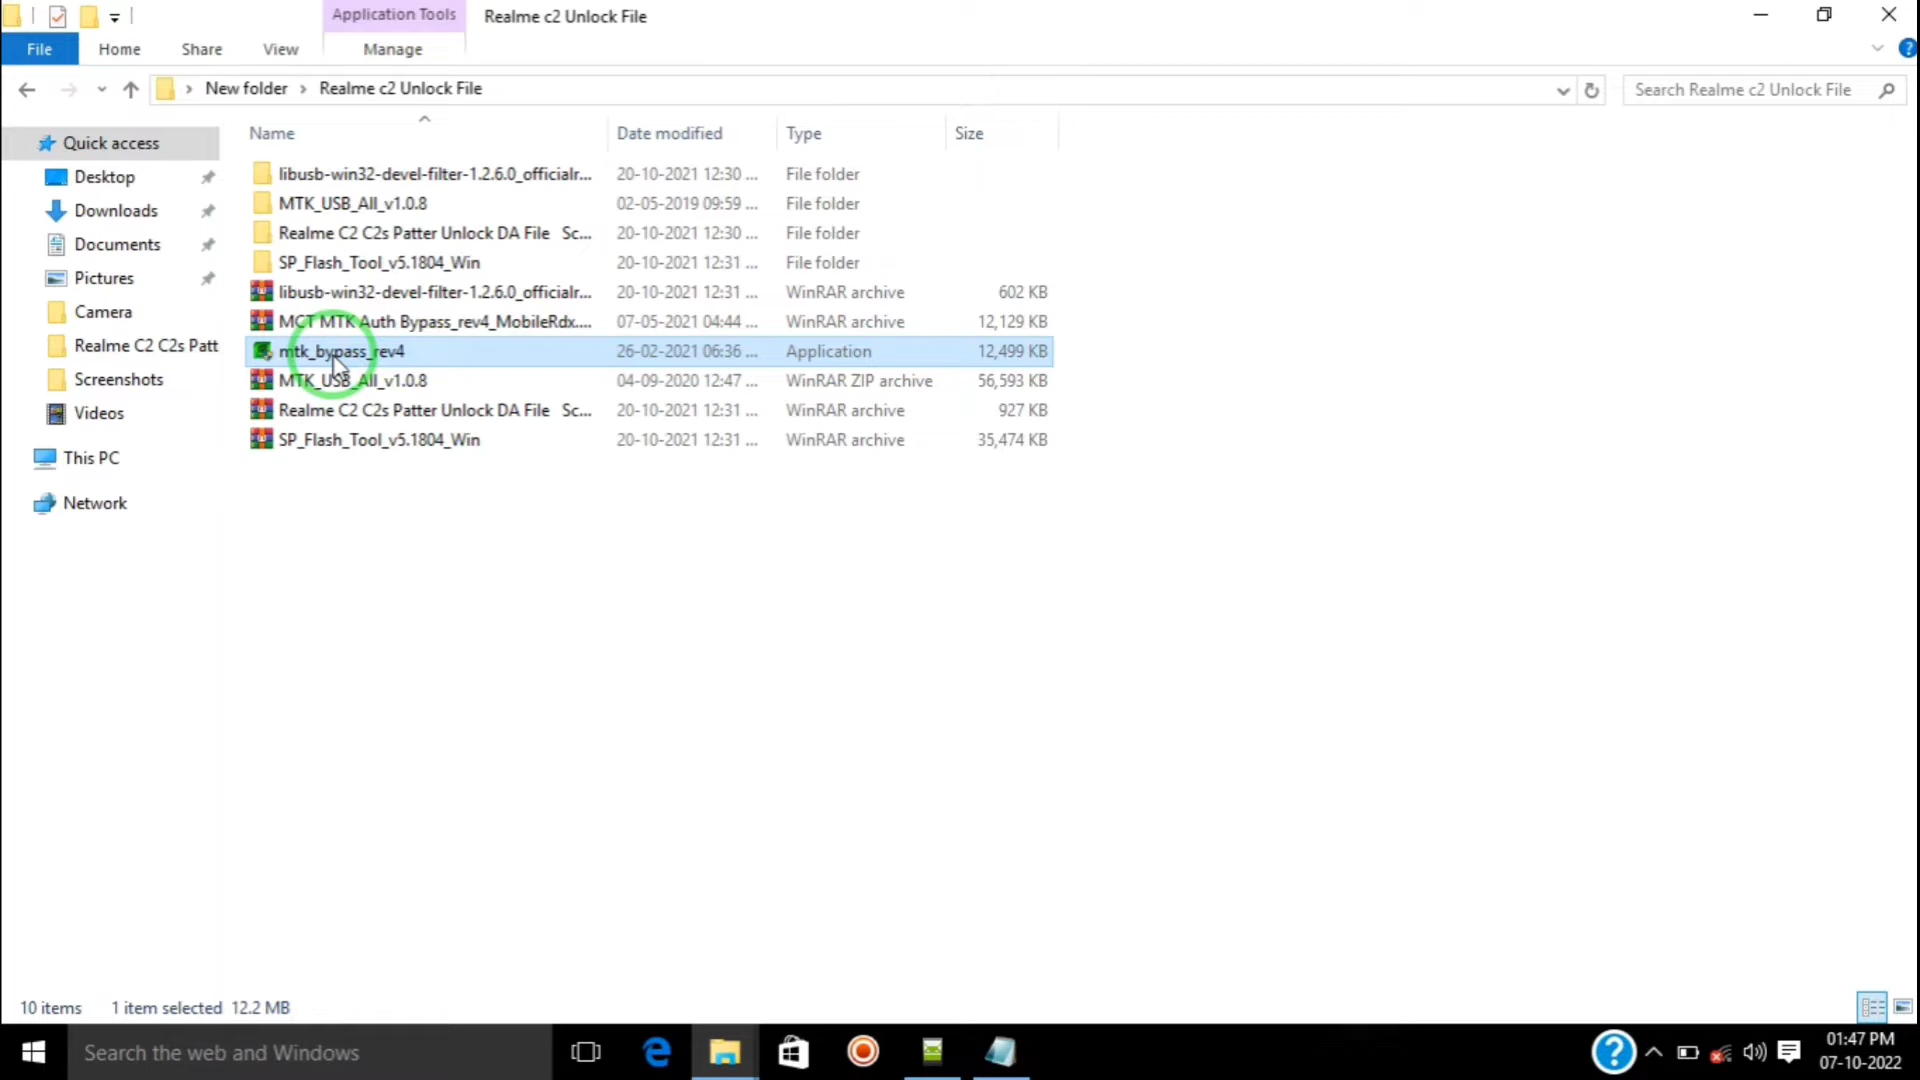 Application Tools
Realme c2 Unlock File
File
Home
Share
View
Manage
New folder
Realme c2 Unlock File
Search Realme c2 Unlock File
Name
Date modified
Type
Size
Quick access
Desktop
Downloads
Documents
Pictures
Camera
Realme C2 C2s Patt
Screenshots
Videos
This PC
Network
libusb-win32-devel-filter-1.2.6.0_officialr... 20-10-2021 12:30 ... File folder
MTK_USB_All_v1.0.8 02-05-2019 09:59 ... File folder
Realme C2 C2s Patter Unlock DA File Sc... 20-10-2021 12:30 ... File folder
SP_Flash_Tool_v5.1804_Win 20-10-2021 12:31 ... File folder
libusb-win32-devel-filter-1.2.6.0_officialr... 20-10-2021 12:31 ... WinRAR archive 602 KB
MCT MTK Auth Bypass_rev4_MobileRdx.... 07-05-2021 04:44 ... WinRAR archive 12,129 KB
mtk_bypass_rev4 26-02-2021 06:36 ... Application 12,499 KB
MTK_USB_All_v1.0.8 04-09-2020 12:47 ... WinRAR ZIP archive 56,593 KB
Realme C2 C2s Patter Unlock DA File Sc... 20-10-2021 12:31 ... WinRAR archive 927 KB
SP_Flash_Tool_v5.1804_Win 20-10-2021 12:31 ... WinRAR archive 35,474 KB
10 items 1 item selected 12.2 MB
Search the web and Windows
01:47 PM
07-10-2022